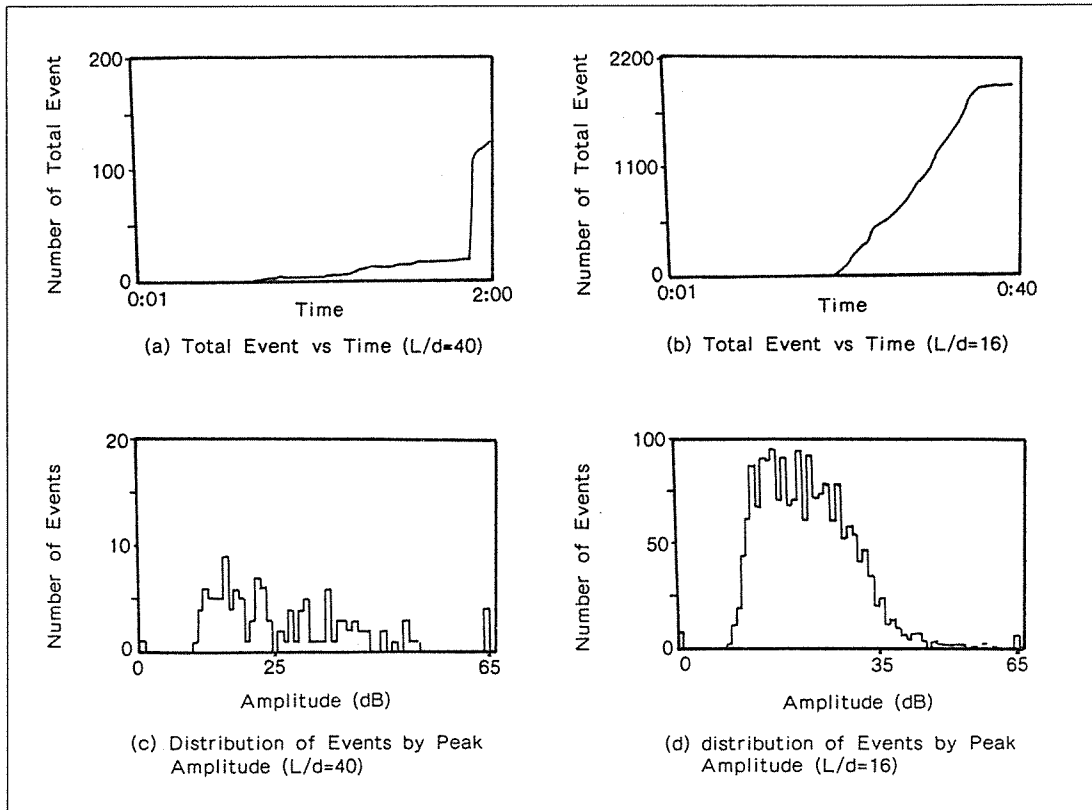 200
100
0
0:01
2:00
Number of Total Event
Time
(a) Total Event vs Time (L/d=40)
2200
1100
0
0:01
0:40
Number of Total Event
Time
(b) Total Event vs Time (L/d=16)
20
10
0
0
25
65
Number of Events
Amplitude (dB)
(c) Distribution of Events by Peak
Amplitude (L/d=40)
100
50
0
0
35
65
Number of Events
Amplitude (dB)
(d) distribution of Events by Peak
Amplitude (L/d=16)